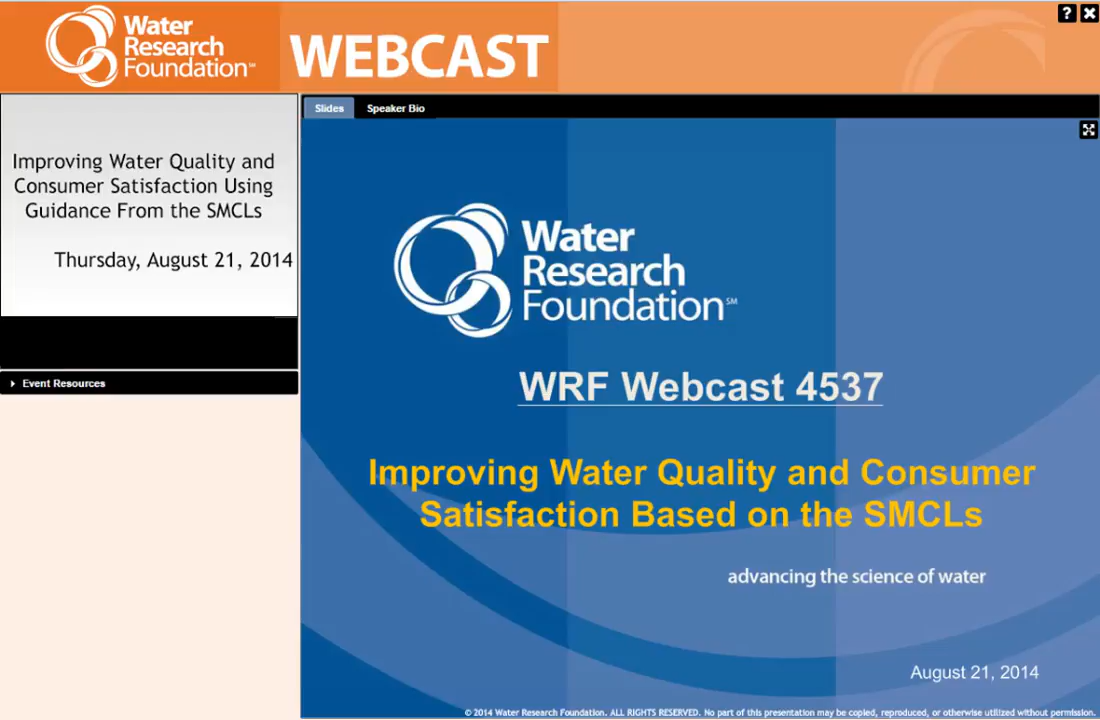 Water
Research
Foundation℠
WEBCAST
? 
Improving Water Quality and
Consumer Satisfaction Using
Guidance From the SMCLs
Thursday, August 21, 2014
Event Resources
Slides
Speaker Bio
Water
Research
Foundation℠
WRF Webcast 4537
Improving Water Quality and Consumer
Satisfaction Based on the SMCLs
advancing the science of water
August 21, 2014
© 2014 Water Research Foundation. ALL RIGHTS RESERVED. No part of this presentation may be copied, reproduced, or otherwise utilized without permission.